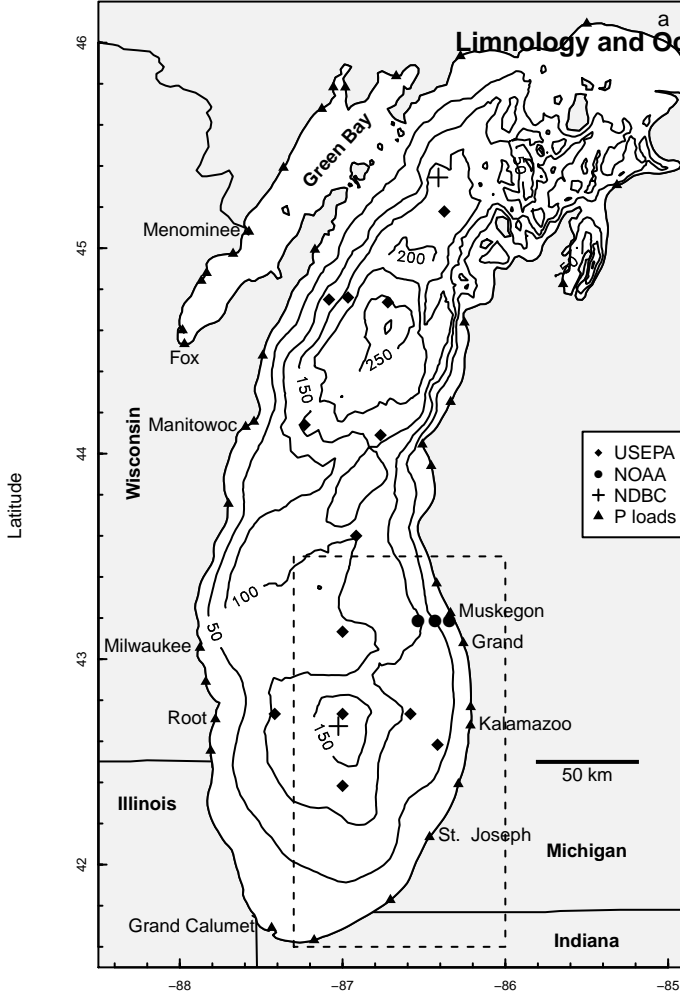 a
Limnology and Oc
46
Green Bay
Menominee
45
200
250
Fox
150
Manitowoc
44
Wisconsin
Latitude
USEPA
NOAA
NDBC
P loads
100
50
Muskegon
Milwaukee
43
Grand
Root
Kalamazoo
150
50 km
Illinois
St. Joseph
Michigan
42
Grand Calumet
Indiana
−88
−87
−86
−85